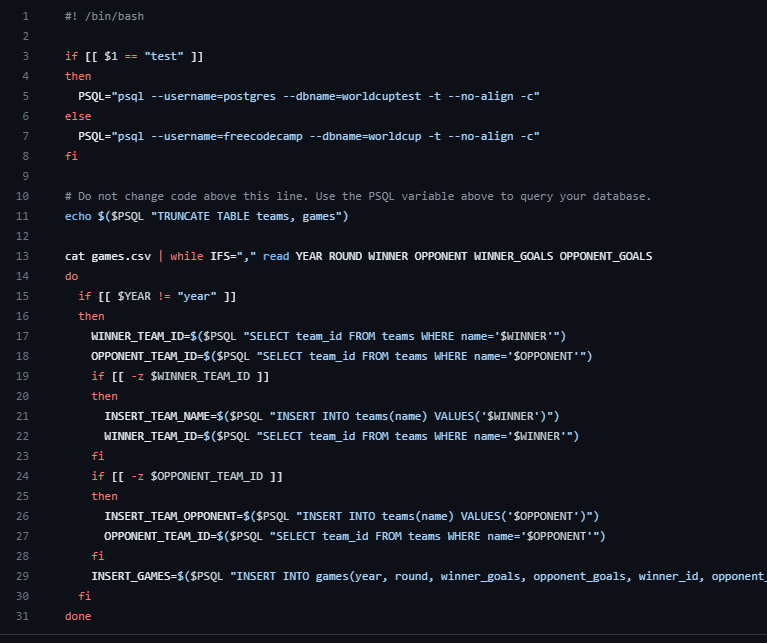 1 #! /bin/bash
2
3 if [[ $1 == "test" ]]
4 then
5   PSQL="psql --username=postgres --dbname=worldcuptest -t --no-align -c"
6 else
7   PSQL="psql --username=freecodecamp --dbname=worldcup -t --no-align -c"
8 fi
9
10 # Do not change code above this line. Use the PSQL variable above to query your database.
11 echo $($PSQL "TRUNCATE TABLE teams, games")
12
13 cat games.csv | while IFS="," read YEAR ROUND WINNER OPPONENT WINNER_GOALS OPPONENT_GOALS
14 do
15   if [[ $YEAR != "year" ]]
16   then
17     WINNER_TEAM_ID=$($PSQL "SELECT team_id FROM teams WHERE name='$WINNER'")
18     OPPONENT_TEAM_ID=$($PSQL "SELECT team_id FROM teams WHERE name='$OPPONENT'")
19     if [[ -z $WINNER_TEAM_ID ]]
20     then
21       INSERT_TEAM_NAME=$($PSQL "INSERT INTO teams(name) VALUES('$WINNER')")
22       WINNER_TEAM_ID=$($PSQL "SELECT team_id FROM teams WHERE name='$WINNER'")
23     fi
24     if [[ -z $OPPONENT_TEAM_ID ]]
25     then
26       INSERT_TEAM_OPPONENT=$($PSQL "INSERT INTO teams(name) VALUES('$OPPONENT')")
27       OPPONENT_TEAM_ID=$($PSQL "SELECT team_id FROM teams WHERE name='$OPPONENT'")
28     fi
29     INSERT_GAMES=$($PSQL "INSERT INTO games(year, round, winner_goals, opponent_goals, winner_id, opponent_
30   fi
31 done